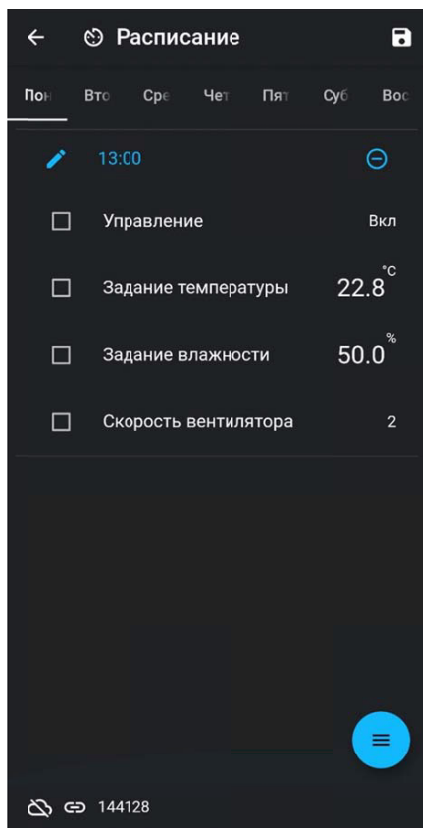 Расписание
Пон Вто Сре Чет Пят Суб Вос
13:00
Управление Вкл
Задание температуры 22.8 °C
Задание влажности 50.0 %
Скорость вентилятора 2
144128